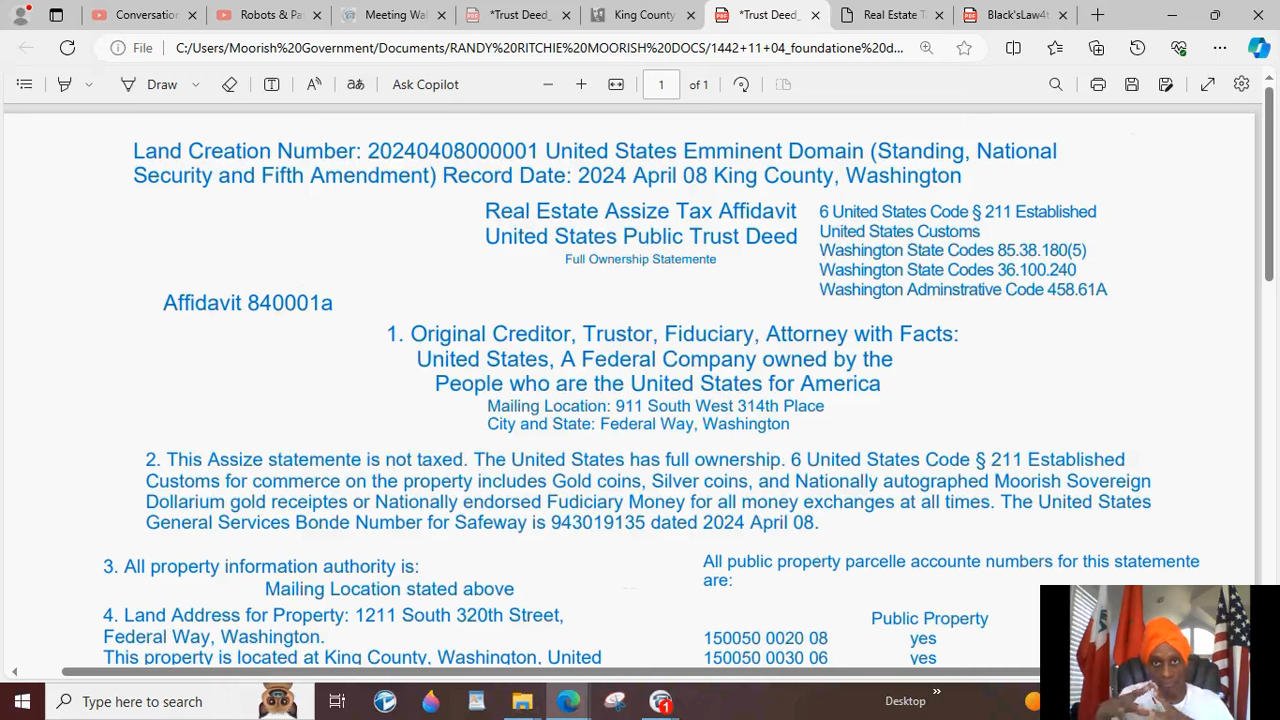 Conversation
Robots & Pa
Meeting Wal
*Trust Deed_
King County
*Trust Deed_
Real Estate T
Black'sLaw4t
File
C:/Users/Moorish%20Government/Documents/RANDY%20RITCHIE%20MOORISH%20DOCS/1442+11+04_foundatione%20d...
Draw
aあ
Ask Copilot
1
of 1
Land Creation Number: 20240408000001 United States Emminent Domain (Standing, National
Security and Fifth Amendment) Record Date: 2024 April 08 King County, Washington
Real Estate Assize Tax Affidavit
United States Public Trust Deed
Full Ownership Statemente
6 United States Code § 211 Established
United States Customs
Washington State Codes 85.38.180(5)
Washington State Codes 36.100.240
Washington Adminstrative Code 458.61A
Affidavit 840001a
1. Original Creditor, Trustor, Fiduciary, Attorney with Facts:
United States, A Federal Company owned by the
People who are the United States for America
Mailing Location: 911 South West 314th Place
City and State: Federal Way, Washington
2. This Assize statemente is not taxed. The United States has full ownership. 6 United States Code § 211 Established
Customs for commerce on the property includes Gold coins, Silver coins, and Nationally autographed Moorish Sovereign
Dollarium gold receiptes or Nationally endorsed Fudiciary Money for all money exchanges at all times. The United States
General Services Bonde Number for Safeway is 943019135 dated 2024 April 08.
3. All property information authority is:
Mailing Location stated above
4. Land Address for Property: 1211 South 320th Street,
Federal Way, Washington.
This property is located at King County, Washington, United
All public property parcelle accounte numbers for this statemente
are:
Public Property
150050 0020 08 yes
150050 0030 06 yes
Type here to search
1
Desktop